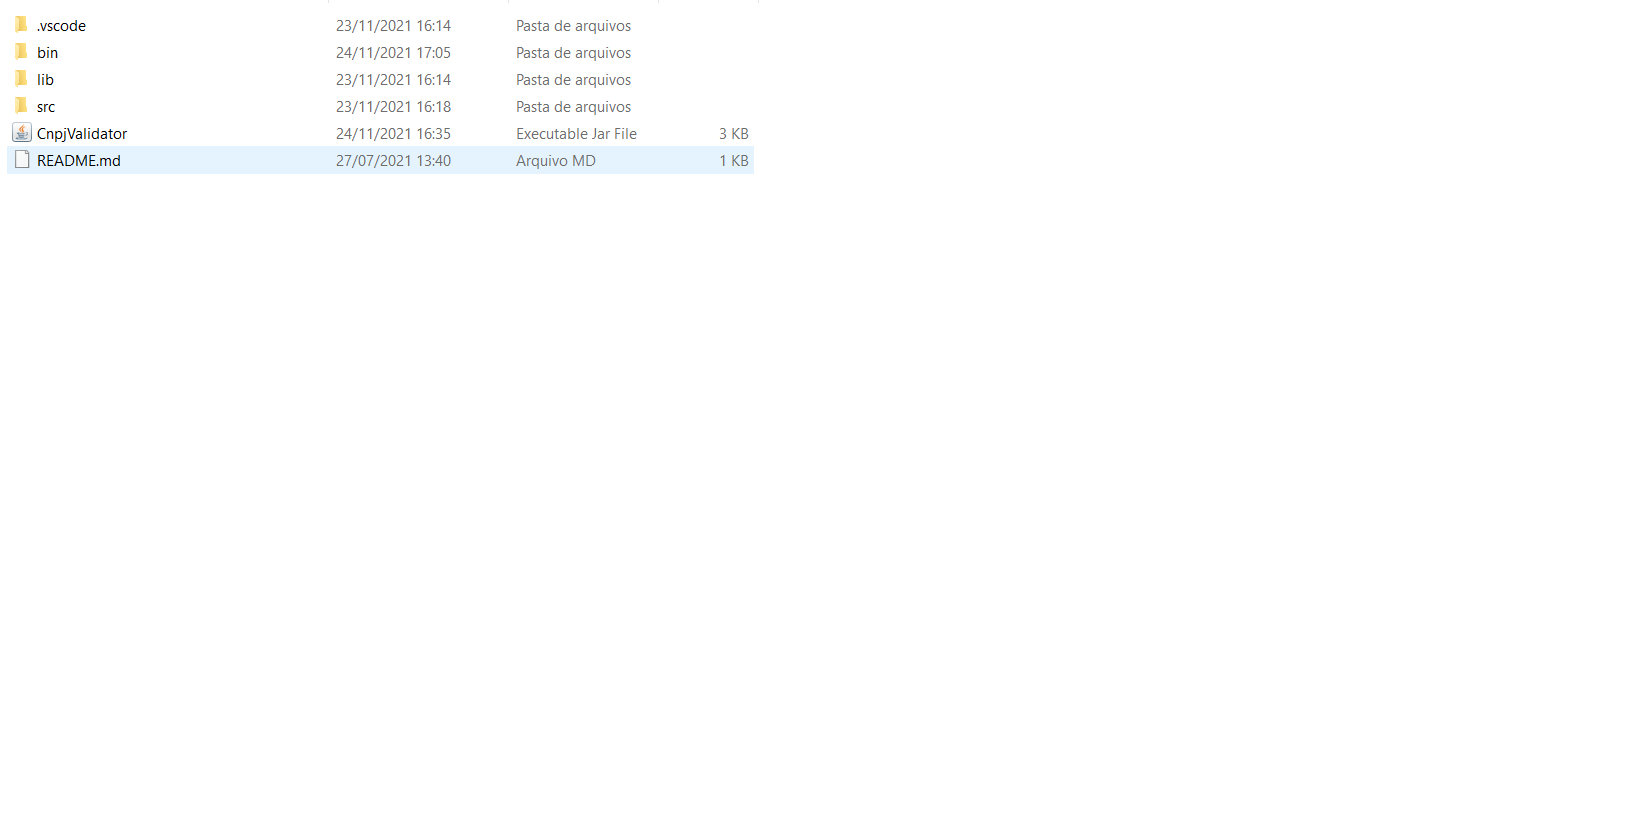 .vscode 23/11/2021 16:14 Pasta de arquivos
bin 24/11/2021 17:05 Pasta de arquivos
lib 23/11/2021 16:14 Pasta de arquivos
src 23/11/2021 16:18 Pasta de arquivos
CnpjValidator 24/11/2021 16:35 Executable Jar File 3 KB
README.md 27/07/2021 13:40 Arquivo MD 1 KB